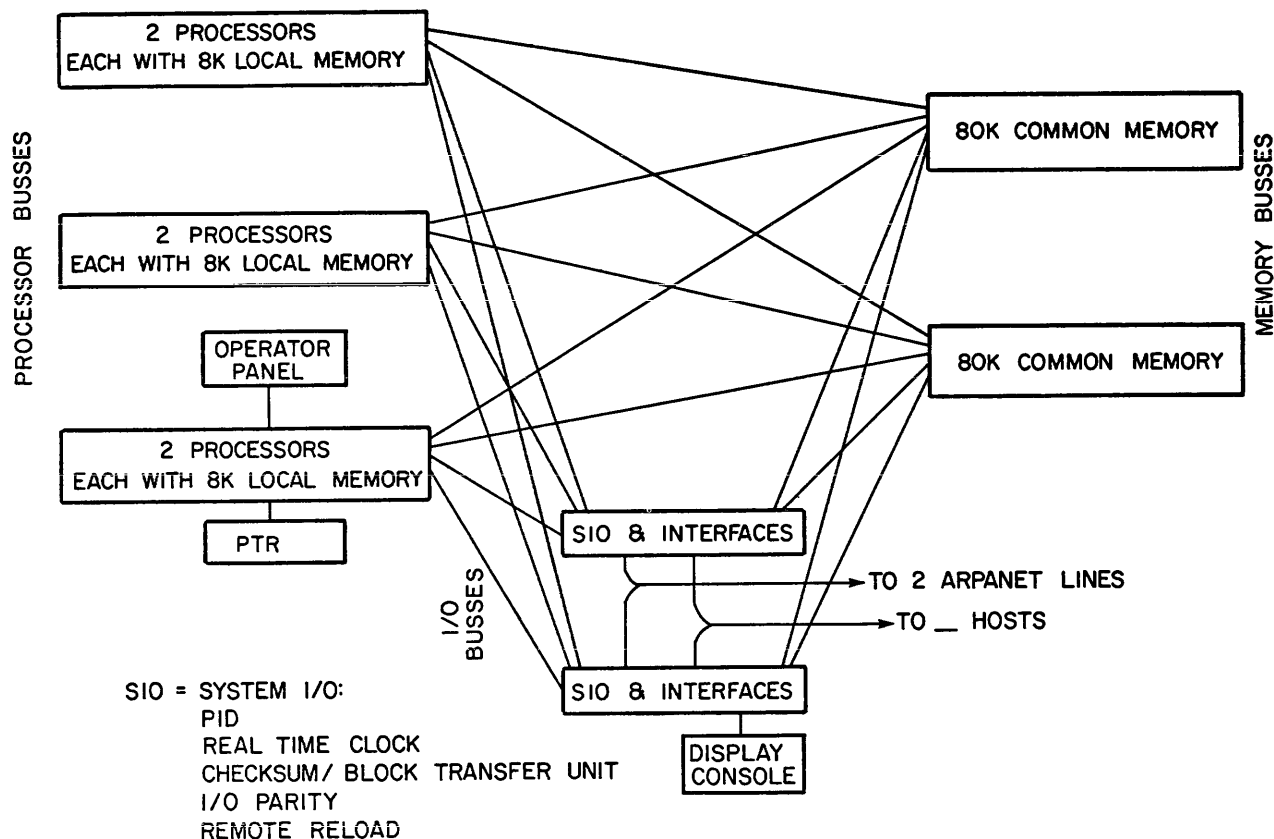 2 PROCESSORS
EACH WITH 8K LOCAL MEMORY
80K COMMON MEMORY
PROCESSOR BUSSES
MEMORY BUSSES
2 PROCESSORS
EACH WITH 8K LOCAL MEMORY
OPERATOR
PANEL
80K COMMON MEMORY
2 PROCESSORS
EACH WITH 8K LOCAL MEMORY
PTR
SIO & INTERFACES
TO 2 ARPANET LINES
TO __ HOSTS
I/O
BUSSES
SIO & INTERFACES
DISPLAY
CONSOLE
SIO = SYSTEM I/O:
PID
REAL TIME CLOCK
CHECKSUM/ BLOCK TRANSFER UNIT
I/O PARITY
REMOTE RELOAD